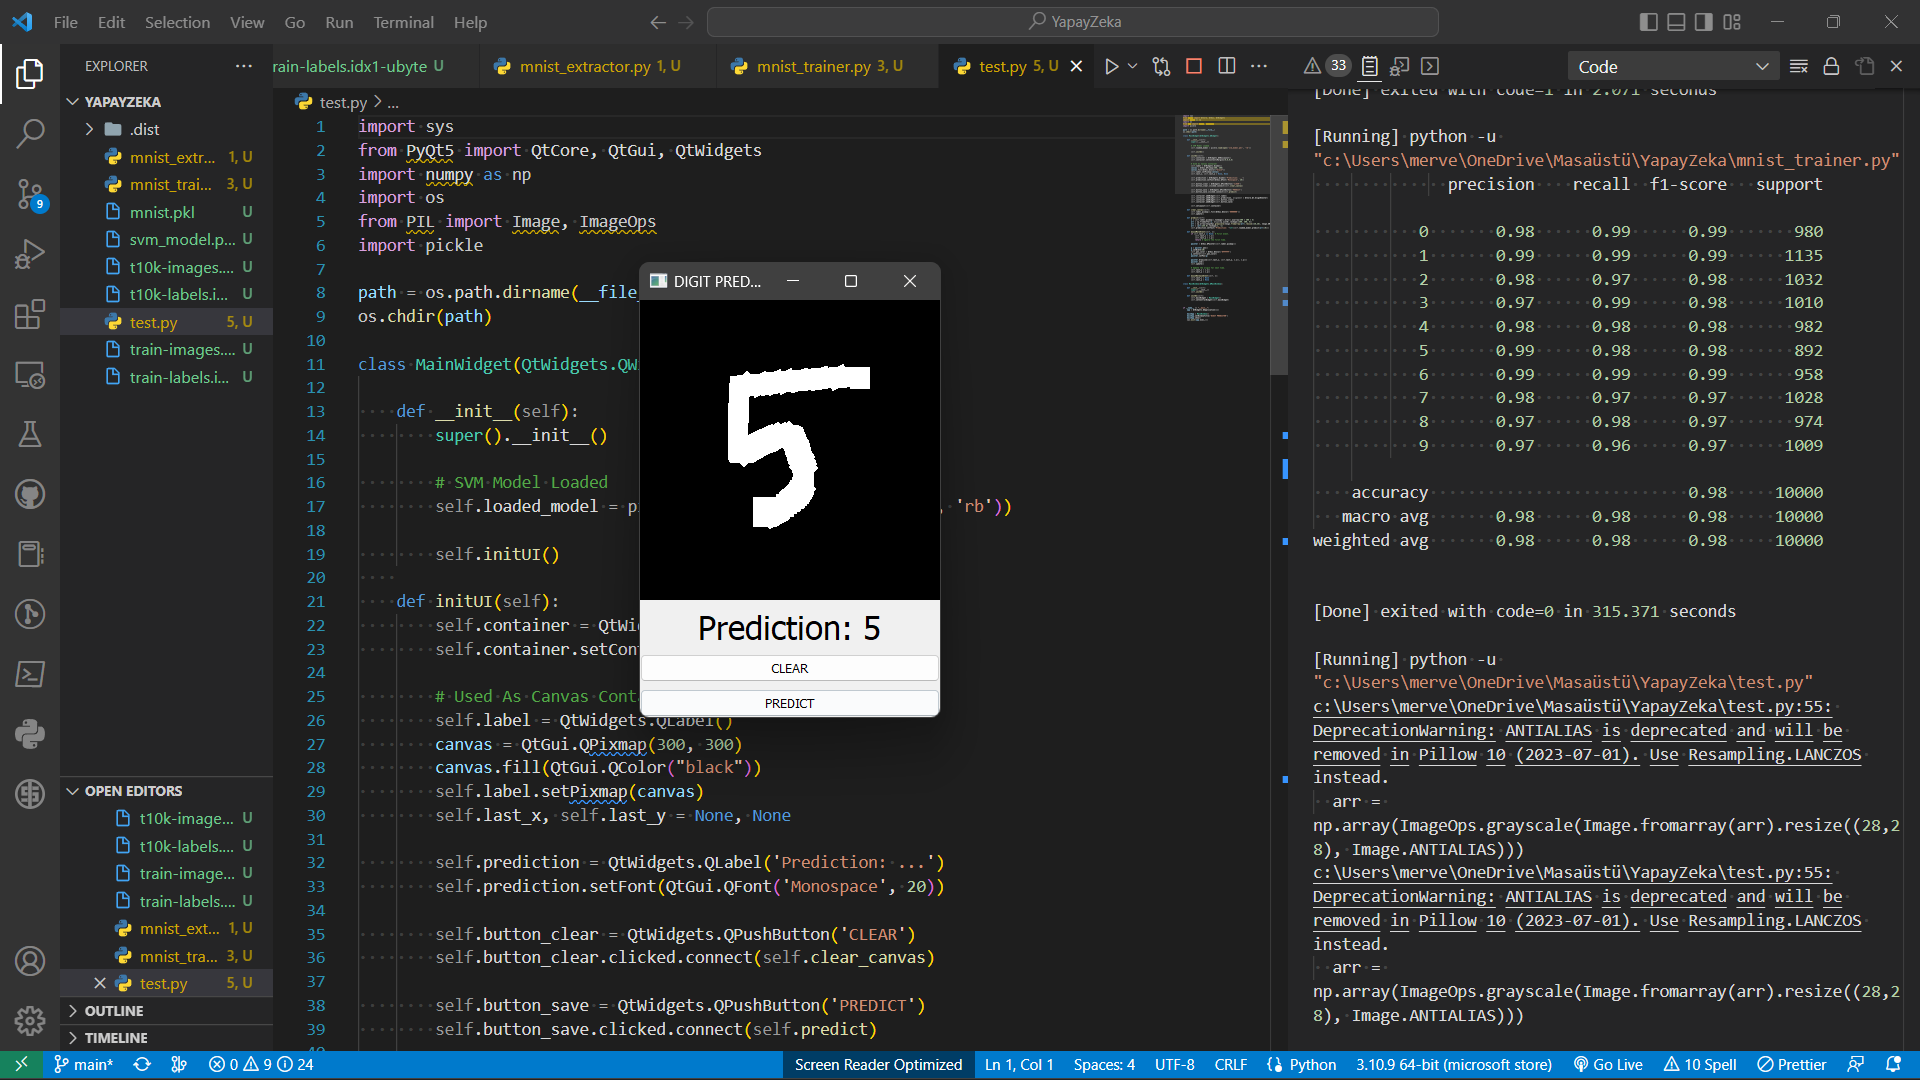 File Edit Selection View Go Run Terminal Help
YapayZeka
EXPLORER
YAPAYZEKA
.dist
mnist_extr... 1, U
mnist_trai... 3, U
mnist.pkl U
svm_model.p... U
t10k-images.... U
t10k-labels.i... U
test.py 5, U
train-images.... U
train-labels.i... U
OPEN EDITORS
t10k-image... U
t10k-labels.... U
train-image... U
train-labels.... U
mnist_ext... 1, U
mnist_tra... 3, U
test.py 5, U
OUTLINE
TIMELINE
rain-labels.idx1-ubyte U
mnist_extractor.py 1, U
mnist_trainer.py 3, U
test.py 5, U
test.py > ...
1 import sys
2 from PyQt5 import QtCore, QtGui, QtWidgets
3 import numpy as np
4 import os
5 from PIL import Image, ImageOps
6 import pickle
7
8 path = os.path.dirname(__file_
9 os.chdir(path)
10
11 class MainWidget(QtWidgets.QW
12
13 def __init__(self):
14 super().__init__()
15
16 # SVM Model Loaded
17 self.loaded_model = p , 'rb'))
18
19 self.initUI()
20
21 def initUI(self):
22 self.container = QtWi
23 self.container.setCon
24
25 # Used As Canvas Conta
26 self.label = QtWidgets.QLabel()
27 canvas = QtGui.QPixmap(300, 300)
28 canvas.fill(QtGui.QColor("black"))
29 self.label.setPixmap(canvas)
30 self.last_x, self.last_y = None, None
31
32 self.prediction = QtWidgets.QLabel('Prediction: ...')
33 self.prediction.setFont(QtGui.QFont('Monospace', 20))
34
35 self.button_clear = QtWidgets.QPushButton('CLEAR')
36 self.button_clear.clicked.connect(self.clear_canvas)
37
38 self.button_save = QtWidgets.QPushButton('PREDICT')
39 self.button_save.clicked.connect(self.predict)
DIGIT PRED...
5
Prediction: 5
CLEAR
PREDICT
33
Code
[Done] exited with code=1 in 2.071 seconds
[Running] python -u
"c:\Users\merve\OneDrive\Masaüstü\YapayZeka\mnist_trainer.py"
precision recall f1-score support
0 0.98 0.99 0.99 980
1 0.99 0.99 0.99 1135
2 0.98 0.97 0.98 1032
3 0.97 0.99 0.98 1010
4 0.98 0.98 0.98 982
5 0.99 0.98 0.98 892
6 0.99 0.99 0.99 958
7 0.98 0.97 0.97 1028
8 0.97 0.98 0.97 974
9 0.97 0.96 0.97 1009
accuracy 0.98 10000
macro avg 0.98 0.98 0.98 10000
weighted avg 0.98 0.98 0.98 10000
[Done] exited with code=0 in 315.371 seconds
[Running] python -u
"c:\Users\merve\OneDrive\Masaüstü\YapayZeka\test.py"
c:\Users\merve\OneDrive\Masaüstü\YapayZeka\test.py:55:
DeprecationWarning: ANTIALIAS is deprecated and will be
removed in Pillow 10 (2023-07-01). Use Resampling.LANCZOS
instead.
arr =
np.array(ImageOps.grayscale(Image.fromarray(arr).resize((28,2
8), Image.ANTIALIAS)))
c:\Users\merve\OneDrive\Masaüstü\YapayZeka\test.py:55:
DeprecationWarning: ANTIALIAS is deprecated and will be
removed in Pillow 10 (2023-07-01). Use Resampling.LANCZOS
instead.
arr =
np.array(ImageOps.grayscale(Image.fromarray(arr).resize((28,2
8), Image.ANTIALIAS)))
9
main* 0 9 24 Screen Reader Optimized Ln 1, Col 1 Spaces: 4 UTF-8 CRLF Python 3.10.9 64-bit (microsoft store) Go Live 10 Spell Prettier